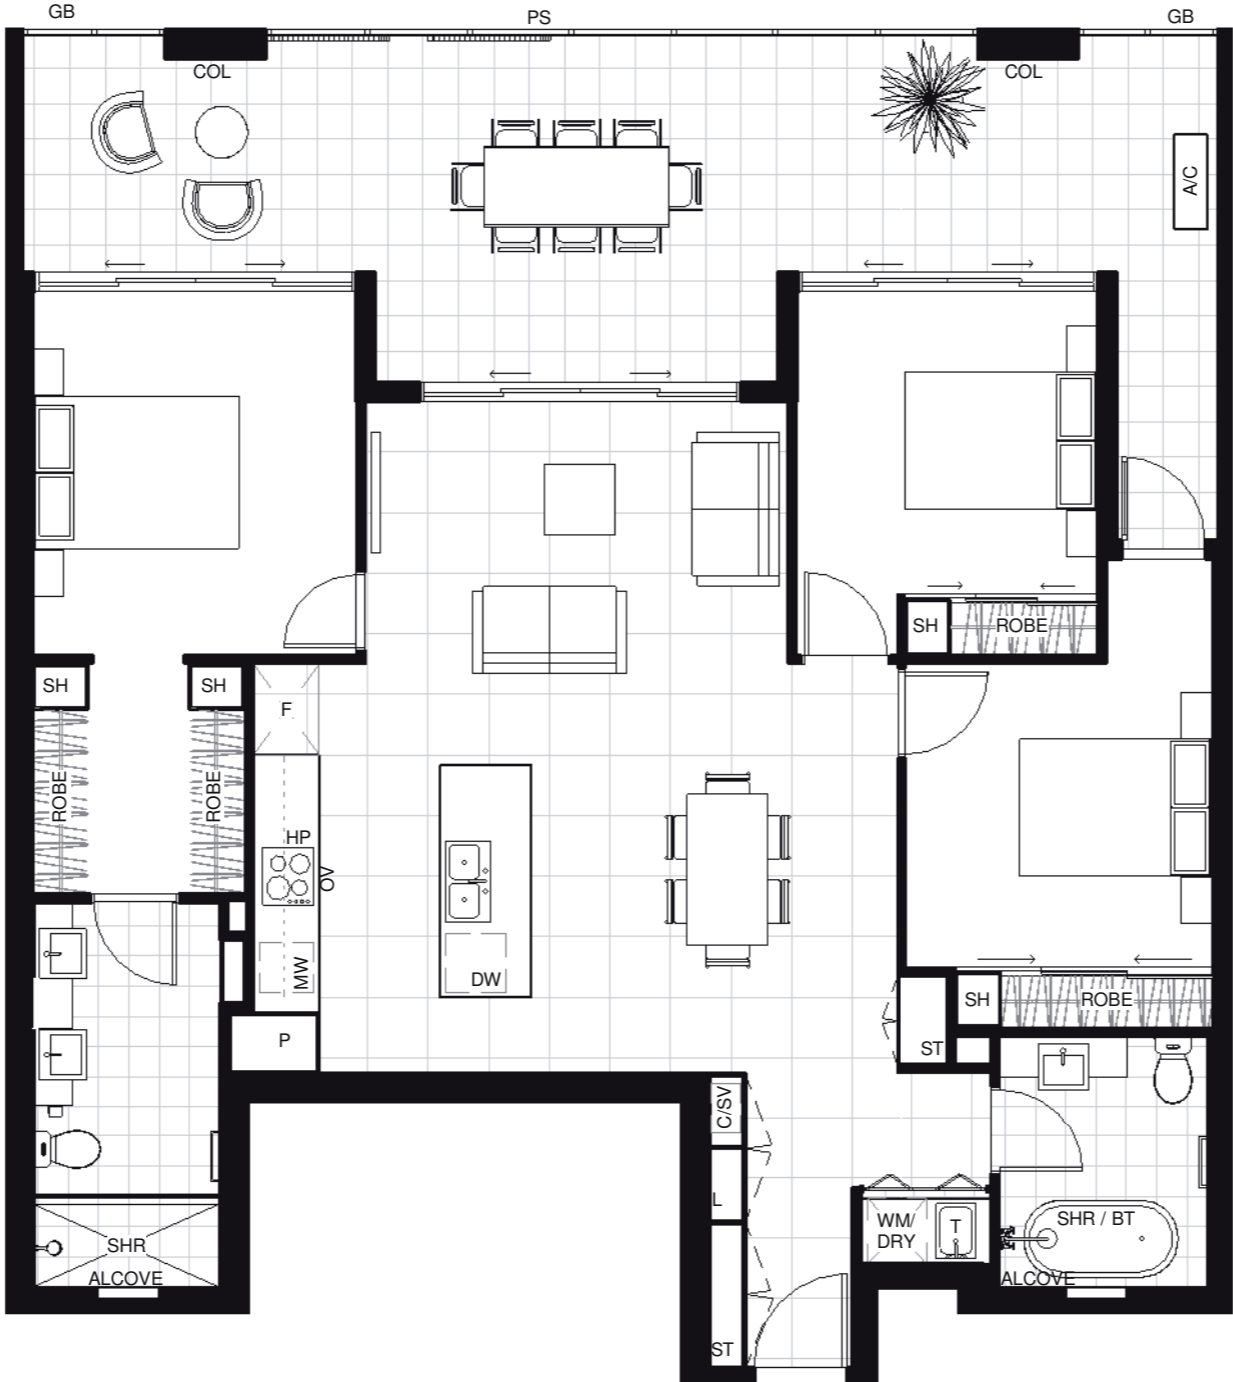 GB
PS
GB
COL
COL
A/C
SH
ROBE
SH
SH
F
ROBE
ROBE
HP
OV
MW
DW
P
SH
ROBE
ST
C/SV
L
WM/
DRY
T
SHR / BT
SHR
ALCOVE
ALCOVE
ST